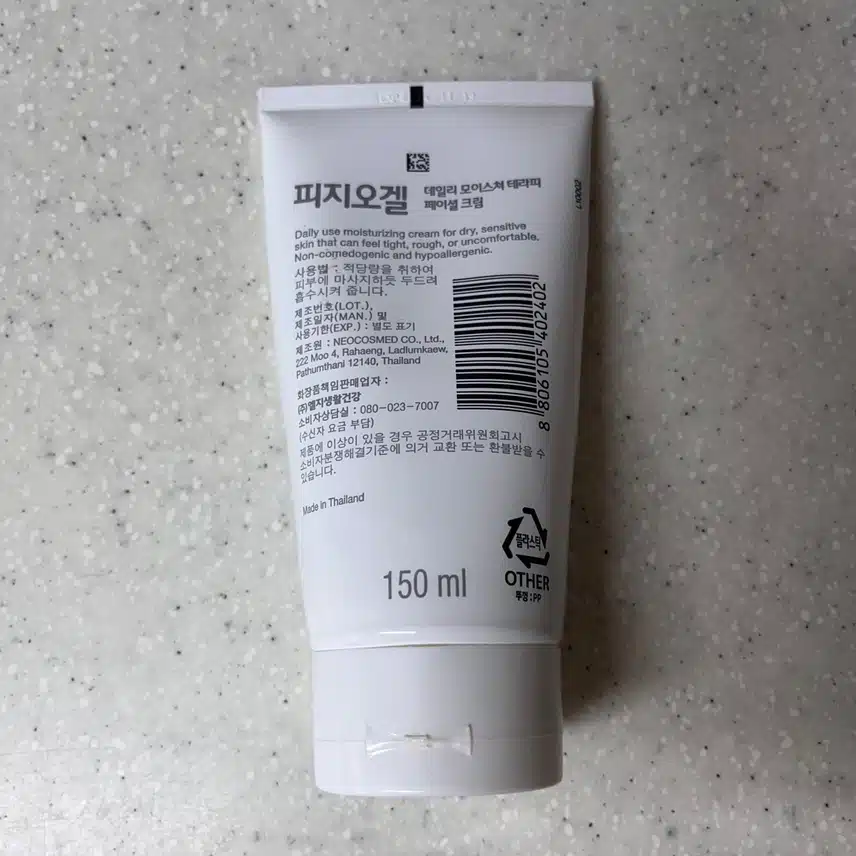 피지오겔
데일리 모이스쳐 테라피
페이셜 크림
L10002
Daily use moisturizing cream for dry, sensitive
skin that can feel tight, rough, or uncomfortable.
Non-comedogenic and hypoallergenic.
사용법 : 적당량을 취하여
피부에 마사지하듯 두드려
흡수시켜 줍니다.
제조번호(LOT.),
제조일자(MAN.) 및
사용기한(EXP.) : 별도 표기
제조원 : NEOCOSMED CO., Ltd.,
222 Moo 4, Rahaeng, Ladlumkaew,
Pathumthani 12140, Thailand
화장품책임판매업자 :
(주)엘지생활건강
소비자상담실 : 080-023-7007
(수신자 요금 부담)
제품에 이상이 있을 경우 공정거래위원회고시
소비자분쟁해결기준에 의거 교환 또는 환불받을 수
있습니다.
Made in Thailand
8 806105 402402
플라스틱
OTHER
뚜껑 : PP
150 ml